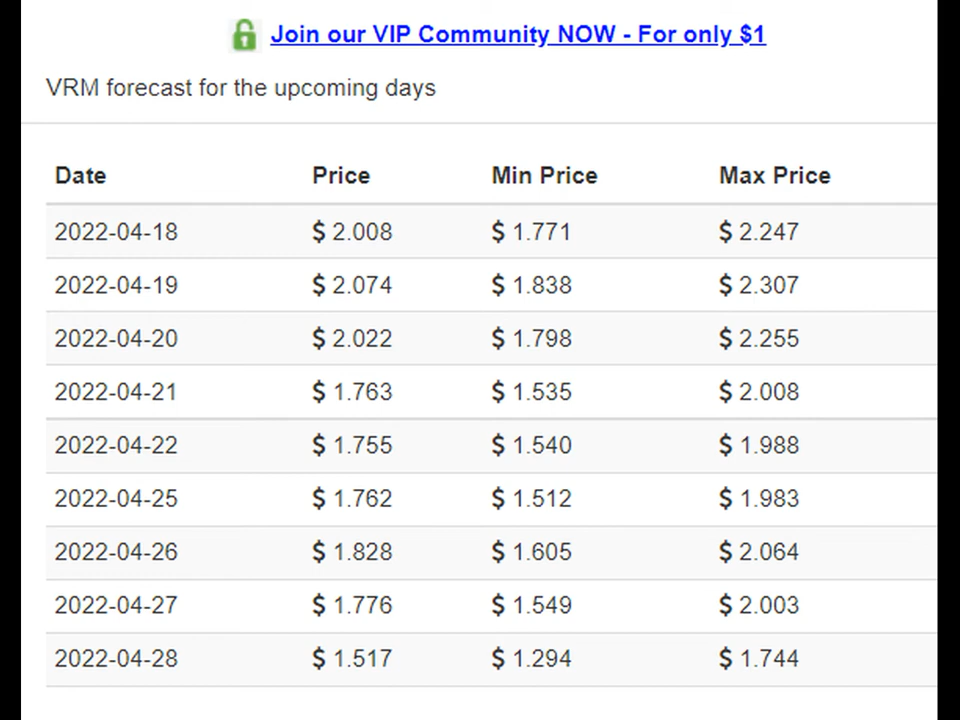 Join our VIP Community NOW - For only $1
VRM forecast for the upcoming days
Date Price Min Price Max Price
2022-04-18 $ 2.008 $ 1.771 $ 2.247
2022-04-19 $ 2.074 $ 1.838 $ 2.307
2022-04-20 $ 2.022 $ 1.798 $ 2.255
2022-04-21 $ 1.763 $ 1.535 $ 2.008
2022-04-22 $ 1.755 $ 1.540 $ 1.988
2022-04-25 $ 1.762 $ 1.512 $ 1.983
2022-04-26 $ 1.828 $ 1.605 $ 2.064
2022-04-27 $ 1.776 $ 1.549 $ 2.003
2022-04-28 $ 1.517 $ 1.294 $ 1.744